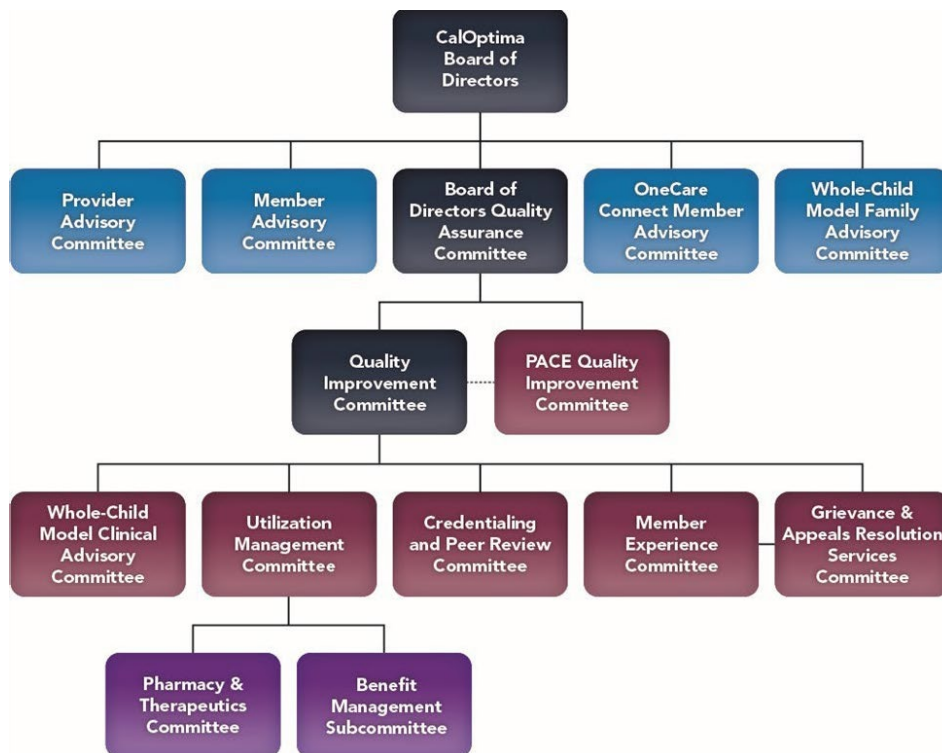 CalOptima
Board of
Directors
Provider
Advisory
Committee
Member
Advisory
Committee
Board of
Directors Quality
Assurance
Committee
OneCare
Connect Member
Advisory
Committee
Whole-Child
Model Family
Advisory
Committee
Quality
Improvement
Committee
PACE Quality
Improvement
Committee
Whole-Child
Model Clinical
Advisory
Committee
Utilization
Management
Committee
Credentialing
and Peer Review
Committee
Member
Experience
Committee
Grievance &
Appeals Resolution
Services
Committee
Pharmacy &
Therapeutics
Committee
Benefit
Management
Subcommittee